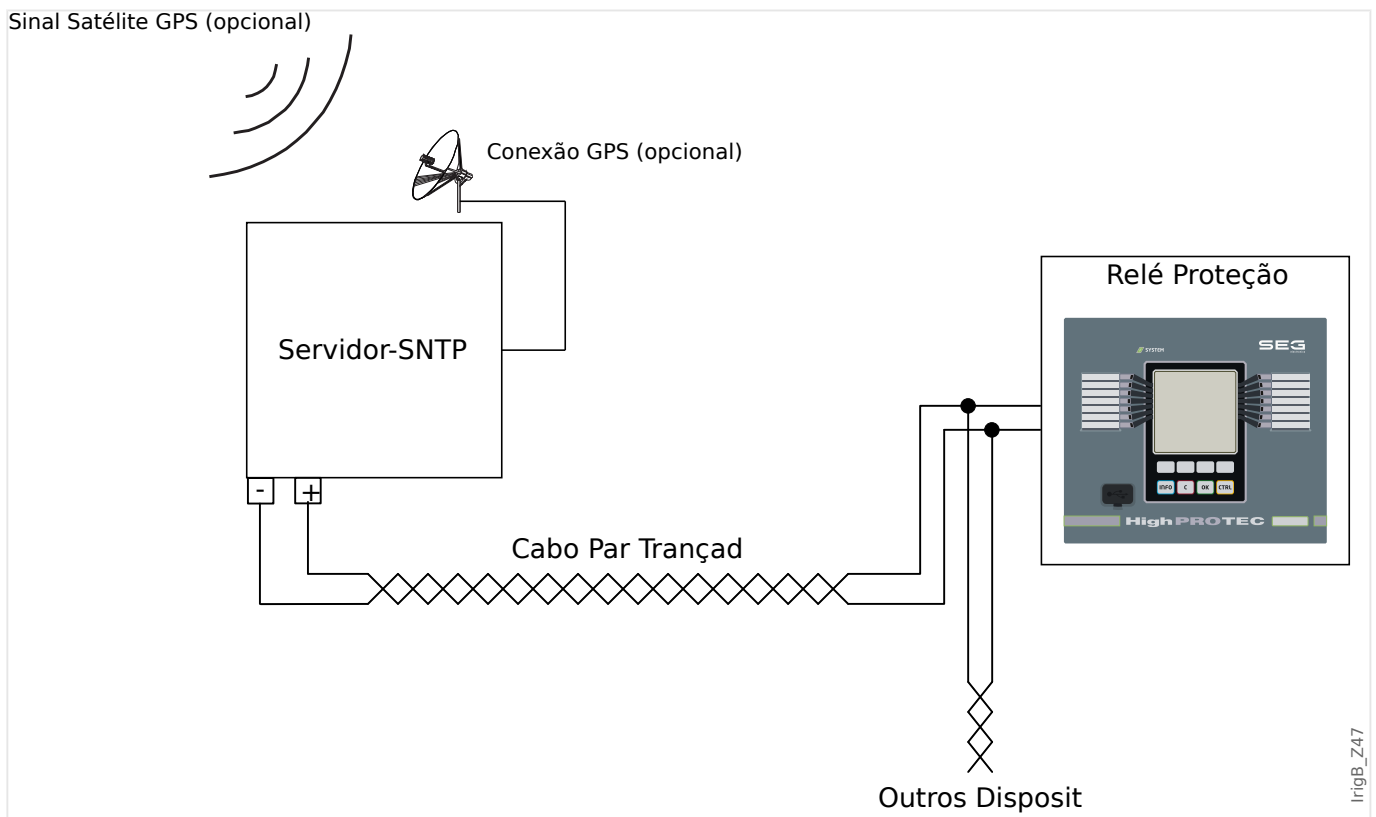 Sinal Satélite GPS (opcional)
Conexão GPS (opcional)
Relé Proteção
SYSTEM
SEG
Servidor-SNTP
- +
INFO C OK CTRL
HighPROTEC
Cabo Par Trançad
Outros Disposit
IrigB_Z47